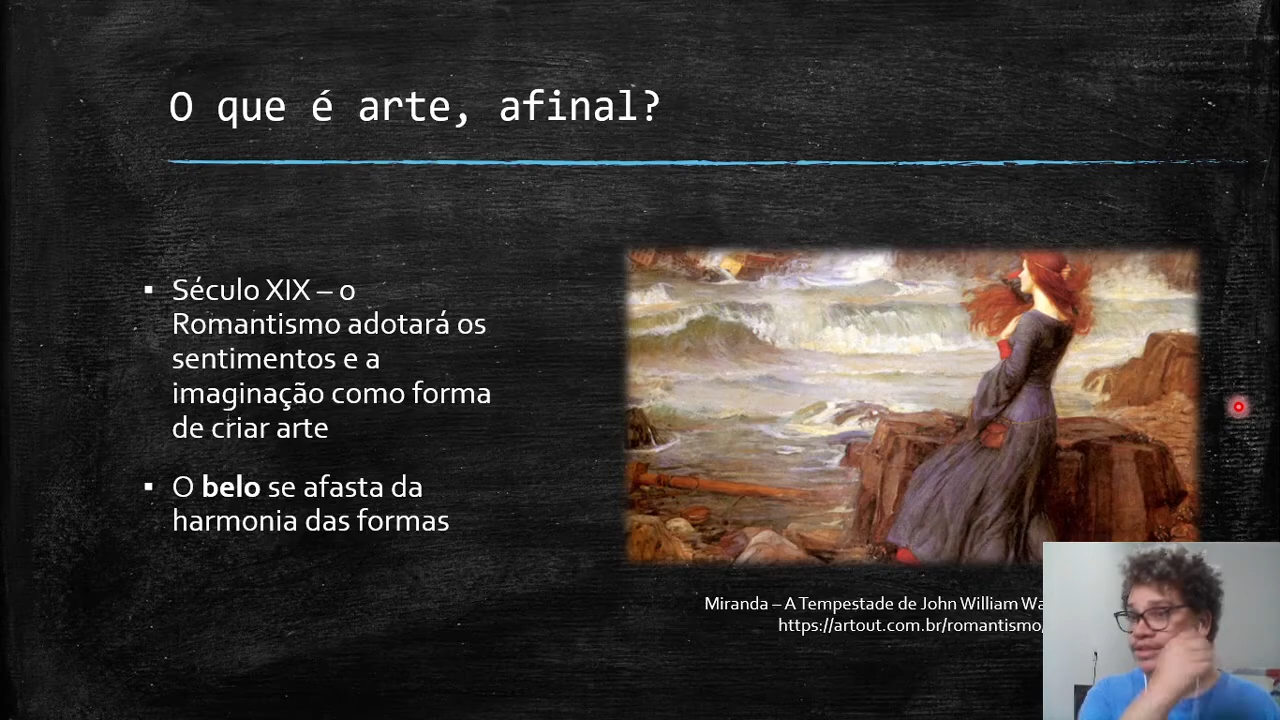 O que é arte, afinal?
Século XIX – o
Romantismo adotará os
sentimentos e a
imaginação como forma
de criar arte
O belo se afasta da
harmonia das formas
Miranda – A Tempestade de John William
https://artout.com.br/romantismo/